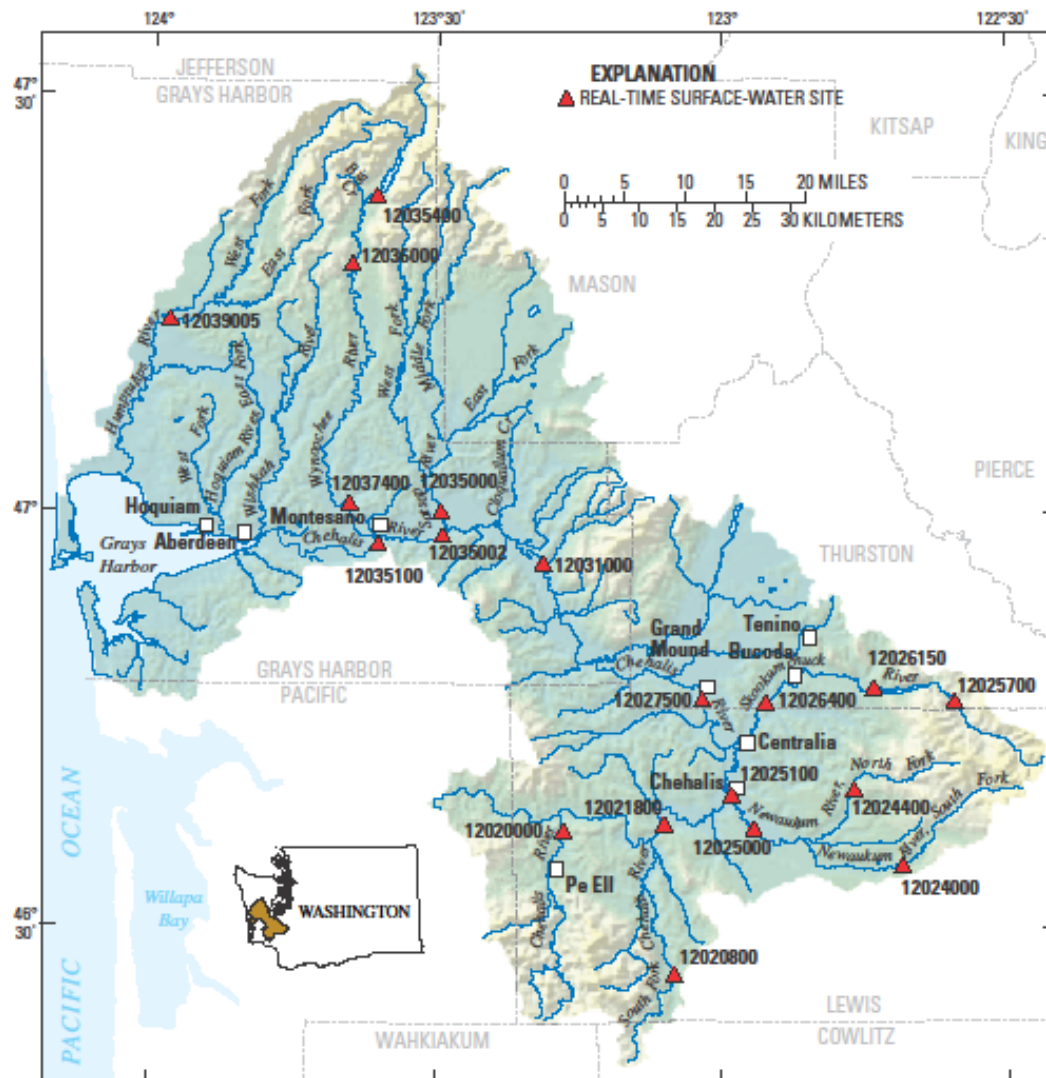 124°
123°30'
123°
122°30'
47°
30'
JEFFERSON
GRAYS HARBOR
EXPLANATION
REAL-TIME SURFACE-WATER SITE
KITSAP
KING
0 5 10 15 20 MILES
0 5 10 15 20 25 30 KILOMETERS
West Fork
East Fork
Big Cr
12035400
12036000
MASON
12039005
Humptulips River
West Fork
East Fork
Hoquiam River
Wishkah
River
Wynoochee
River
West
Fork
Middle Fork
East Fork
Satsop River
Cloquallum Cr
PIERCE
47°
Hoquiam
Aberdeen
Grays
Harbor
12037400
12035000
Montesano
Chehalis
River
12035002
12035100
12031000
THURSTON
Tenino
Grand
Mound
Bucoda
Skookumchuck
River
12026150
12025700
GRAYS HARBOR
PACIFIC
Chehalis
River
12027500
12026400
Centralia
Chehalis
12025100
North Fork
12021800
12020000
Newaukum
River,
12024400
South Fork
12025000
Newaukum River,
12024000
River
Pe Ell
Chehalis
River
Chehalis
South Fork
12020800
PACIFIC OCEAN
Willapa
Bay
46°
30'
WASHINGTON
LEWIS
COWLITZ
WAHKIAKUM